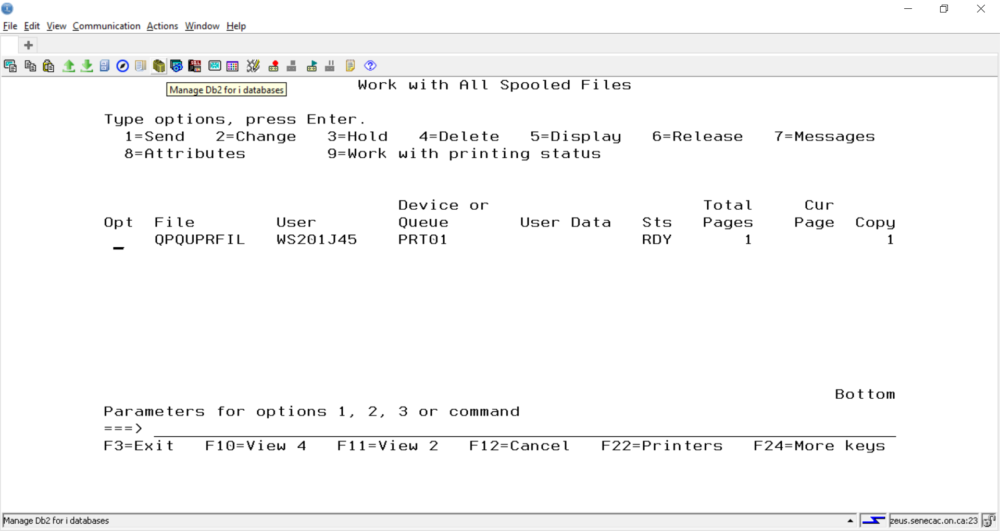 File Edit View Communication Actions Window Help
Manage Db2 for i databases
Work with All Spooled Files
Type options, press Enter.
1=Send 2=Change 3=Hold 4=Delete 5=Display 6=Release 7=Messages
8=Attributes 9=Work with printing status
Device or Total Cur
Opt File User Queue User Data Sts Pages Page Copy
QPQUPRFIL WS201J45 PRT01 RDY 1 1
Bottom
Parameters for options 1, 2, 3 or command
===>
F3=Exit F10=View 4 F11=View 2 F12=Cancel F22=Printers F24=More keys
Manage Db2 for i databases zeus.senecac.on.ca:23